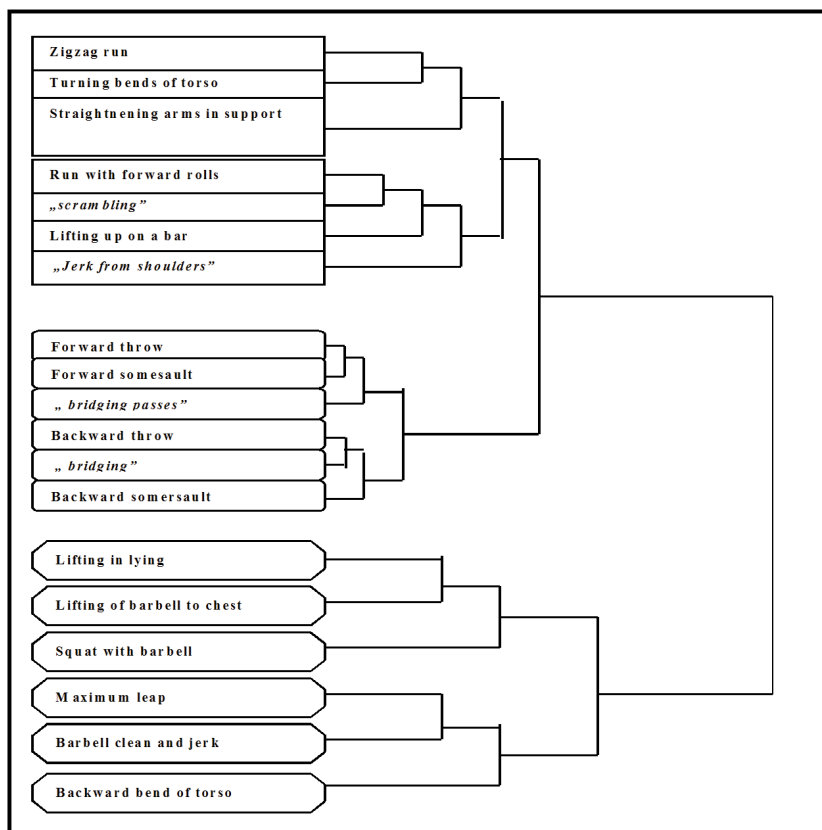 Zigzag run
Turning bends of torso
Straightnening arms in support
Run with forward rolls
„scrambling”
Lifting up on a bar
„Jerk from shoulders”
Forward throw
Forward somesault
„ bridging passes”
Backward throw
„ bridging”
Backward somersault
Lifting in lying
Lifting of barbell to chest
Squat with barbell
Maximum leap
Barbell clean and jerk
Backward bend of torso